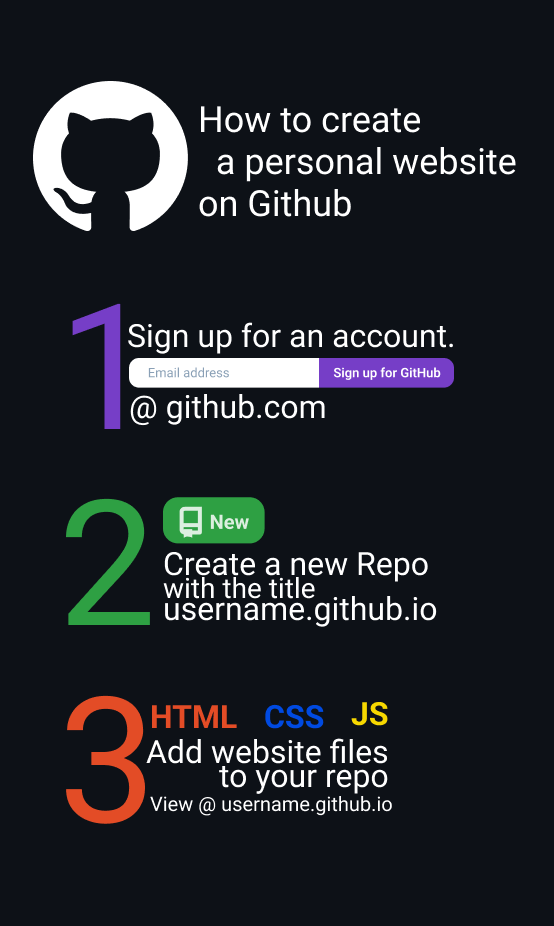 How to create
a personal website
on Github
1
Sign up for an account.
Email address
Sign up for GitHub
@ github.com
2
New
Create a new Repo
with the title
username.github.io
3
HTML CSS JS
Add website files
to your repo
View @ username.github.io